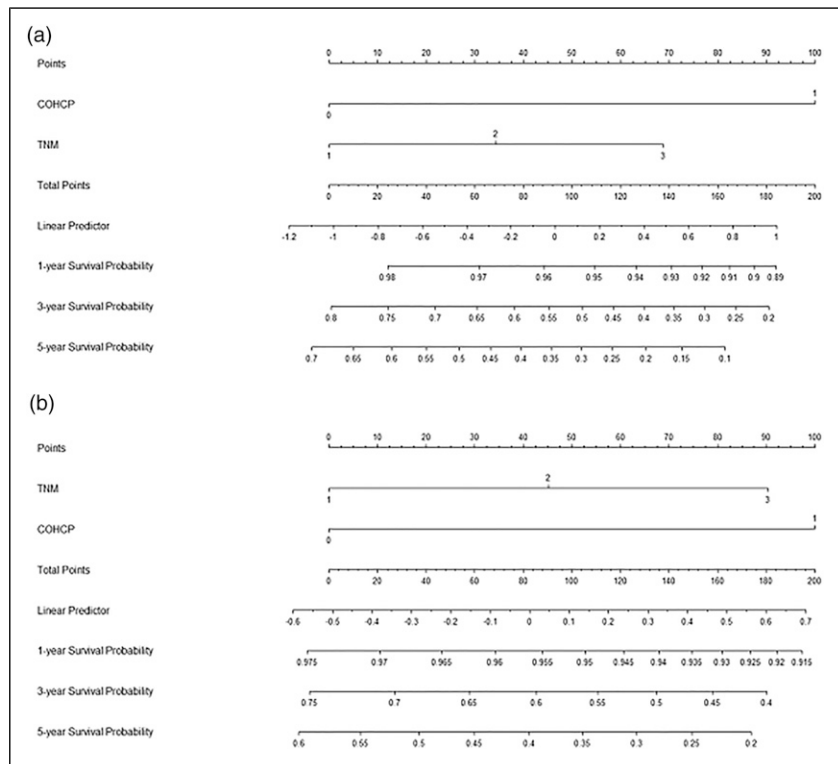 (a)
Points
0 10 20 30 40 50 60 70 80 90 100
COHCP
1
0
TNM
2
1 3
Total Points
0 20 40 60 80 100 120 140 160 180 200
Linear Predictor
-1.2 -1 -0.8 -0.6 -0.4 -0.2 0 0.2 0.4 0.6 0.8 1
1-year Survival Probability
0.98 0.97 0.96 0.95 0.94 0.93 0.92 0.91 0.9 0.89
3-year Survival Probability
0.8 0.75 0.7 0.65 0.6 0.55 0.5 0.45 0.4 0.35 0.3 0.25 0.2
5-year Survival Probability
0.7 0.65 0.6 0.55 0.5 0.45 0.4 0.35 0.3 0.25 0.2 0.15 0.1
(b)
Points
0 10 20 30 40 50 60 70 80 90 100
TNM
2
1 3
COHCP
1
0
Total Points
0 20 40 60 80 100 120 140 160 180 200
Linear Predictor
-0.6 -0.5 -0.4 -0.3 -0.2 -0.1 0 0.1 0.2 0.3 0.4 0.5 0.6 0.7
1-year Survival Probability
0.975 0.97 0.965 0.96 0.955 0.95 0.945 0.94 0.935 0.93 0.925 0.92 0.915
3-year Survival Probability
0.75 0.7 0.65 0.6 0.55 0.5 0.45 0.4
5-year Survival Probability
0.6 0.55 0.5 0.45 0.4 0.35 0.3 0.25 0.2